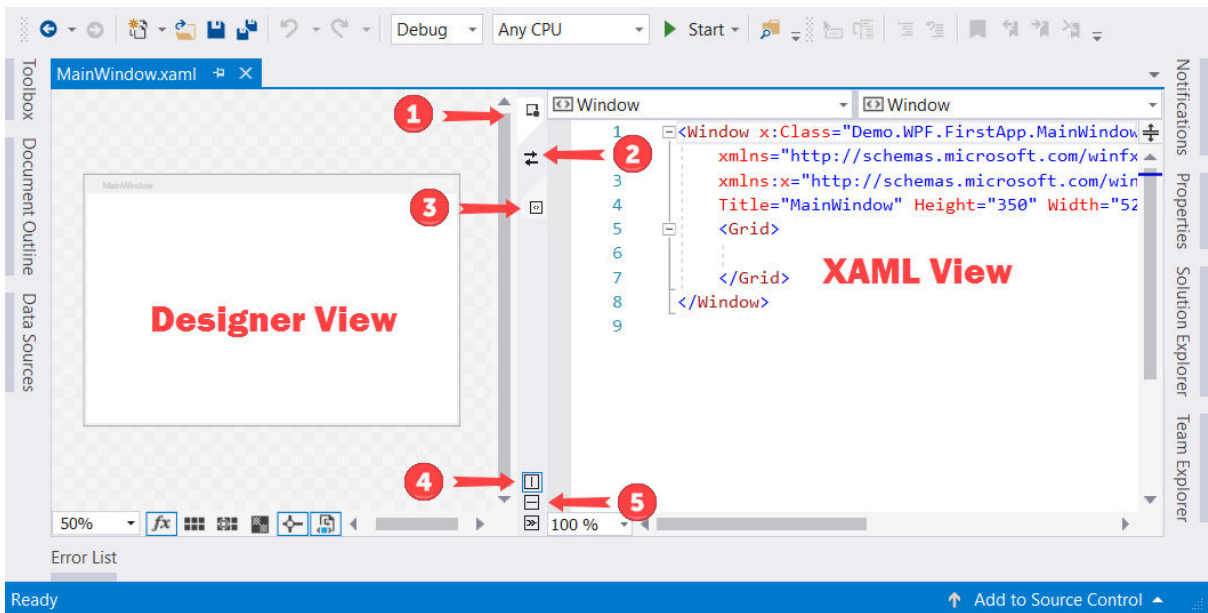 Debug
Any CPU
Start
Toolbox
Document Outline
Data Sources
MainWindow.xaml
MainWindow
Designer View
1
2
3
4
5
50%
fx
Window
Window
1 <Window x:Class="Demo.WPF.FirstApp.MainWindow
xmlns="http://schemas.microsoft.com/winfx
3 xmlns:x="http://schemas.microsoft.com/win
4 Title="MainWindow" Height="350" Width="52
5 <Grid>
6
7 </Grid>
8 </Window>
9
XAML View
100 %
Notifications
Properties
Solution Explorer
Team Explorer
Error List
Ready
Add to Source Control